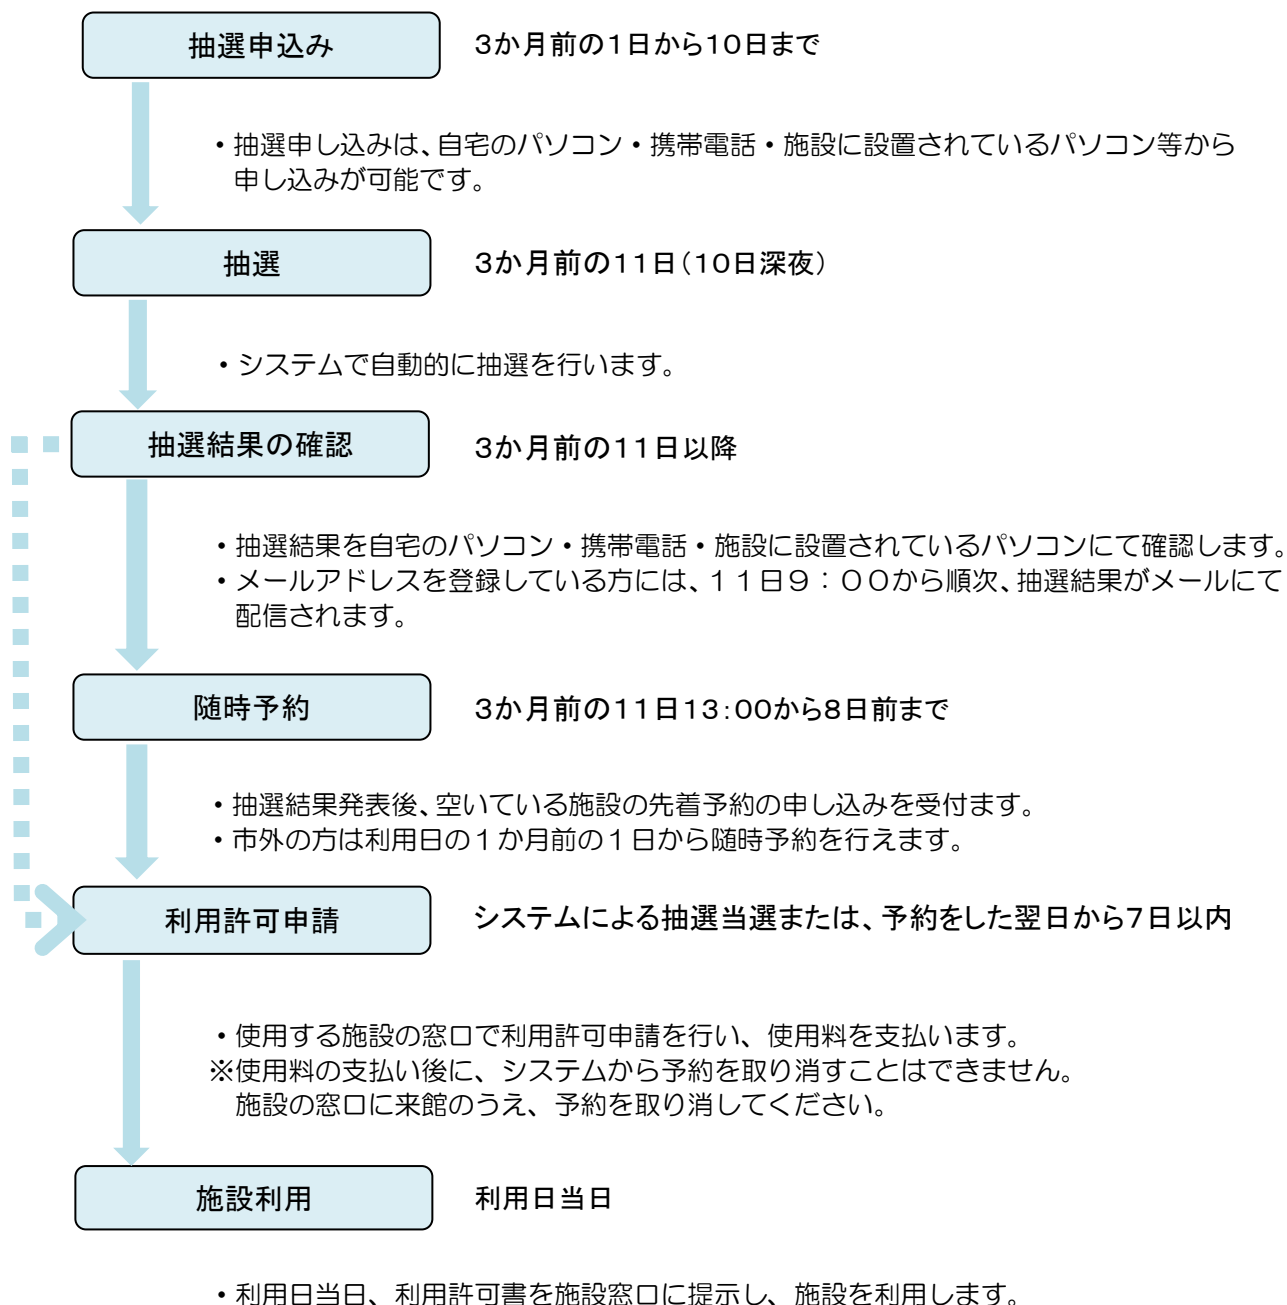 抽選申込み
3か月前の1日から10日まで
・抽選申し込みは、自宅のパソコン・携帯電話・施設に設置されているパソコン等から
申し込みが可能です。
抽選
3か月前の11日(10日深夜)
・システムで自動的に抽選を行います。
抽選結果の確認
3か月前の11日以降
・抽選結果を自宅のパソコン・携帯電話・施設に設置されているパソコンにて確認します。
・メールアドレスを登録している方には、11日9:00から順次、抽選結果がメールにて
配信されます。
随時予約
3か月前の11日13:00から8日前まで
・抽選結果発表後、空いている施設の先着予約の申し込みを受付ます。
・市外の方は利用日の1か月前の1日から随時予約を行えます。
利用許可申請
システムによる抽選当選または、予約をした翌日から7日以内
・使用する施設の窓口で利用許可申請を行い、使用料を支払います。
※使用料の支払い後に、システムから予約を取り消すことはできません。
施設の窓口に来館のうえ、予約を取り消してください。
施設利用
利用日当日
・利用日当日、利用許可書を施設窓口に提示し、施設を利用します。